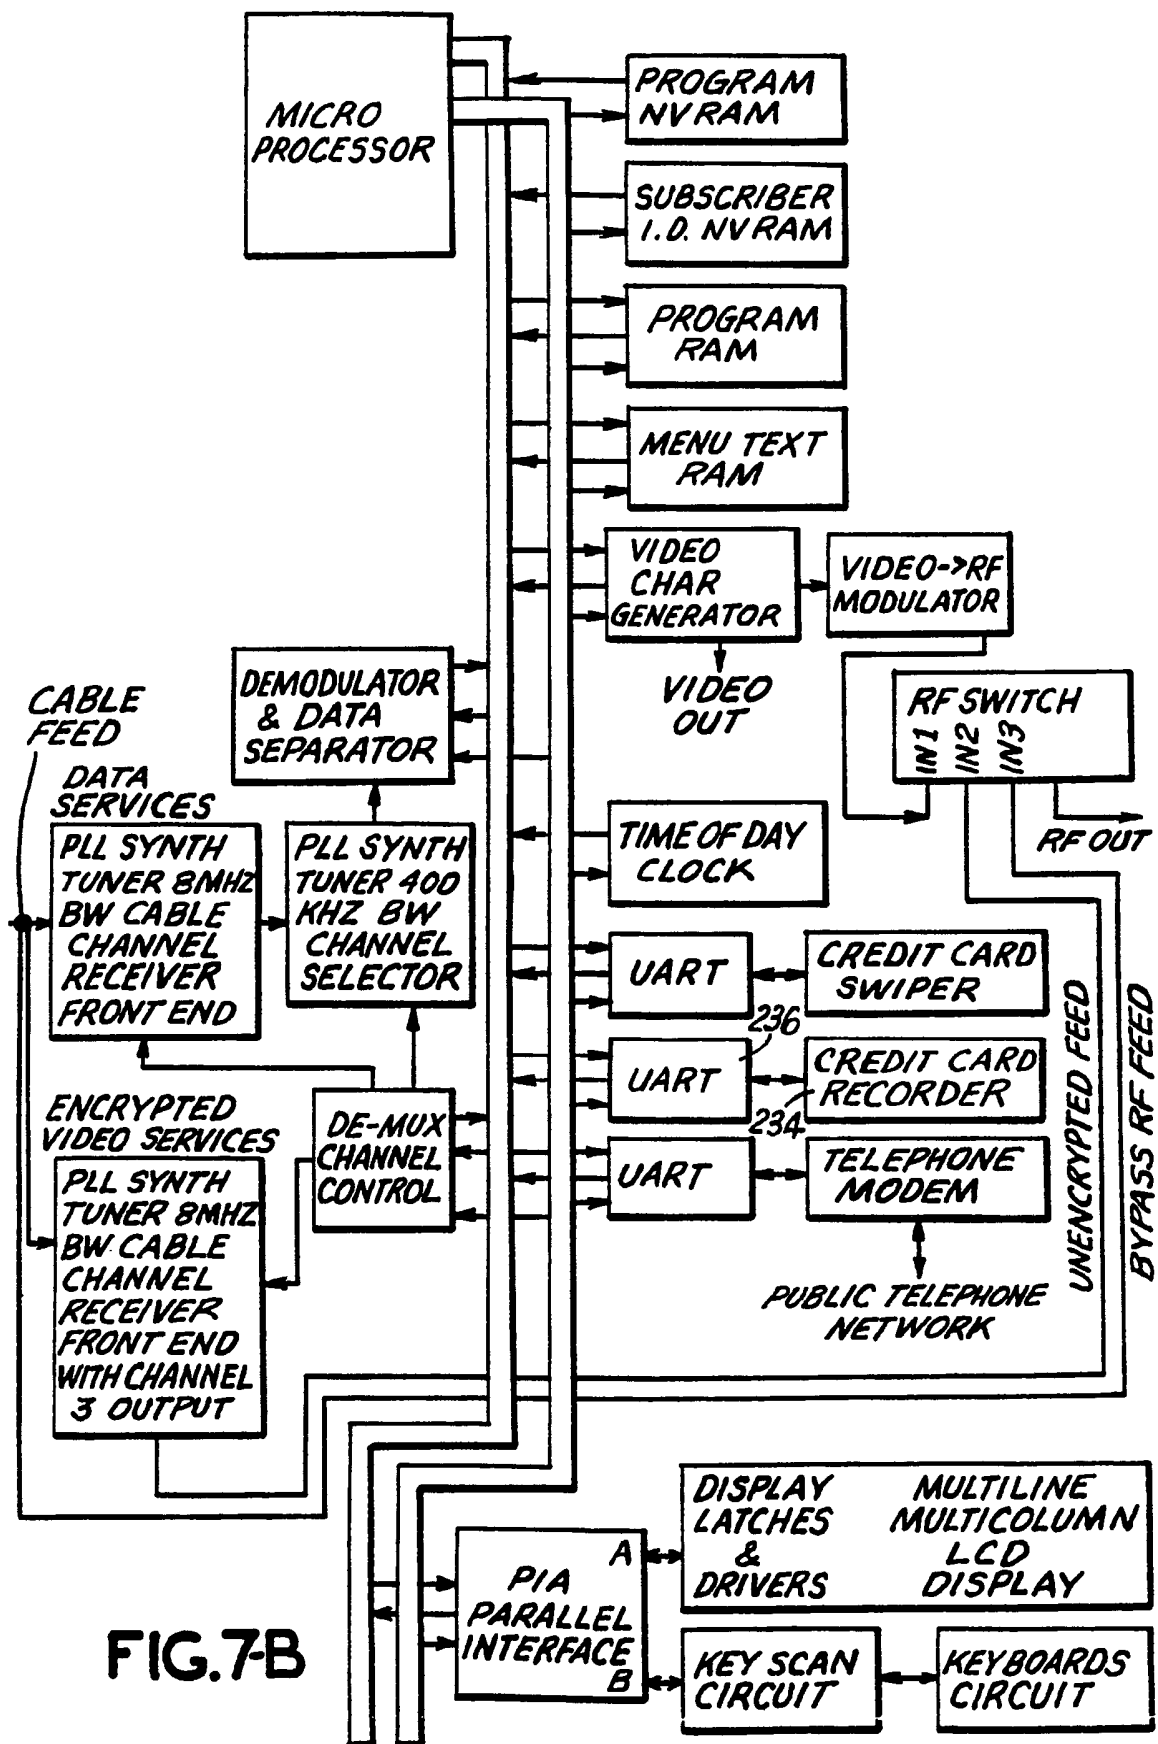 MICRO
PROCESSOR
PROGRAM
NVRAM
SUBSCRIBER
I.D. NVRAM
PROGRAM
RAM
MENU TEXT
RAM
VIDEO
CHAR
GENERATOR
VIDEO->RF
MODULATOR
VIDEO
OUT
DEMODULATOR
& DATA
SEPARATOR
CABLE
FEED
RF SWITCH
IN1
IN2
IN3
RF OUT
DATA
SERVICES
PLL SYNTH
TUNER 8MHZ
BW CABLE
CHANNEL
RECEIVER
FRONT END
PLL SYNTH
TUNER 400
KHZ BW
CHANNEL
SELECTOR
TIME OF DAY
CLOCK
UART
CREDIT CARD
SWIPER
236
UART
CREDIT CARD
RECORDER
234
UART
TELEPHONE
MODEM
PUBLIC TELEPHONE
NETWORK
UNENCRYPTED FEED
BYPASS RF FEED
ENCRYPTED
VIDEO SERVICES
DE-MUX
CHANNEL
CONTROL
PLL SYNTH
TUNER 8MHZ
BW CABLE
CHANNEL
RECEIVER
FRONT END
WITH CHANNEL
3 OUTPUT
PIA
PARALLEL
INTERFACE
A
B
DISPLAY
LATCHES
&
DRIVERS
MULTILINE
MULTICOLUMN
LCD
DISPLAY
KEY SCAN
CIRCUIT
KEYBOARDS
CIRCUIT
FIG.7-B